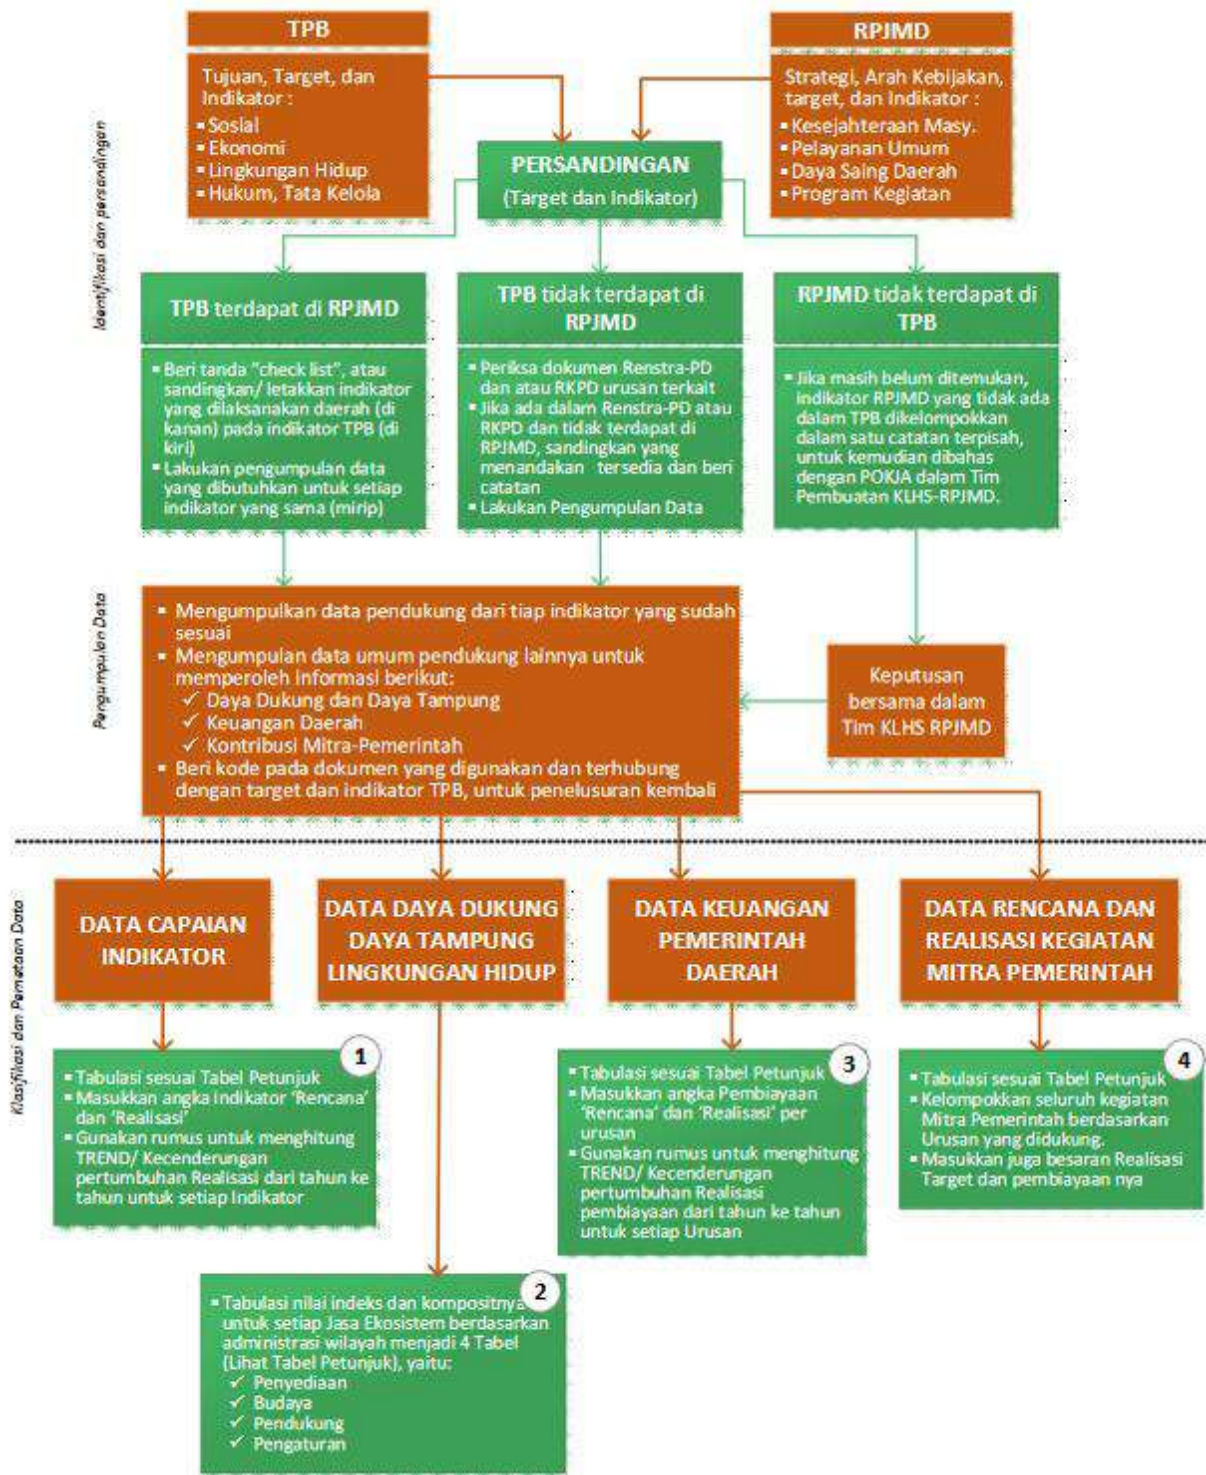 TPB
Tujuan, Target, dan
Indikator :
▪ Sosial
▪ Ekonomi
▪ Lingkungan Hidup
▪ Hukum, Tata Kelola
RPJMD
Strategi, Arah Kebijakan,
target, dan Indikator :
▪ Kesejahteraan Masy.
▪ Pelayanan Umum
▪ Daya Saing Daerah
▪ Program Kegiatan
Identifikasi dan persandingan
PERSANDINGAN
(Target dan Indikator)
TPB terdapat di RPJMD
▪ Beri tanda "check list", atau
sandingkan/ letakkan indikator
yang dilaksanakan daerah (di
kanan) pada indikator TPB (di
kiri)
▪ Lakukan pengumpulan data
yang dibutuhkan untuk setiap
indikator yang sama (mirip)
TPB tidak terdapat di
RPJMD
▪ Periksa dokumen Renstra-PD
dan atau RKPD urusan terkait
▪ Jika ada dalam Renstra-PD atau
RKPD dan tidak terdapat di
RPJMD, sandingkan yang
menandakan tersedia dan beri
catatan
▪ Lakukan Pengumpulan Data
RPJMD tidak terdapat di
TPB
▪ Jika masih belum ditemukan,
indikator RPJMD yang tidak ada
dalam TPB dikelompokkan
dalam satu catatan terpisah,
untuk kemudian dibahas
dengan POKJA dalam Tim
Pembuatan KLHS-RPJMD.
Pengumpulan Data
▪ Mengumpulkan data pendukung dari tiap indikator yang sudah
sesuai
▪ Mengumpulan data umum pendukung lainnya untuk
memperoleh Informasi berikut:
✓ Daya Dukung dan Daya Tampung
✓ Keuangan Daerah
✓ Kontribusi Mitra-Pemerintah
▪ Beri kode pada dokumen yang digunakan dan terhubung
dengan target dan indikator TPB, untuk penelusuran kembali
Keputusan
bersama dalam
Tim KLHS RPJMD
Klasifikasi dan Pemetaan Data
DATA CAPAIAN
INDIKATOR
DATA DAYA DUKUNG
DAYA TAMPUNG
LINGKUNGAN HIDUP
DATA KEUANGAN
PEMERINTAH
DAERAH
DATA RENCANA DAN
REALISASI KEGIATAN
MITRA PEMERINTAH
1
▪ Tabulasi sesuai Tabel Petunjuk
▪ Masukkan angka Indikator 'Rencana'
dan 'Realisasi'
▪ Gunakan rumus untuk menghitung
TREND/ Kecenderungan
pertumbuhan Realisasi dari tahun ke
tahun untuk setiap Indikator
3
▪ Tabulasi sesuai Tabel Petunjuk
▪ Masukkan angka Pembiayaan
'Rencana' dan 'Realisasi' per
urusan
▪ Gunakan rumus untuk menghitung
TREND/ Kecenderungan
pertumbuhan Realisasi
pembiayaan dari tahun ke tahun
untuk setiap Urusan
4
▪ Tabulasi sesuai Tabel Petunjuk
▪ Kelompokkan seluruh kegiatan
Mitra Pemerintah berdasarkan
Urusan yang didukung.
▪ Masukkan juga besaran Realisasi
Target dan pembiayaan nya
2
▪ Tabulasi nilai indeks dan kompositnya
untuk setiap Jasa Ekosistem berdasarkan
administrasi wilayah menjadi 4 Tabel
(Lihat Tabel Petunjuk), yaitu:
✓ Penyediaan
✓ Budaya
✓ Pendukung
✓ Pengaturan